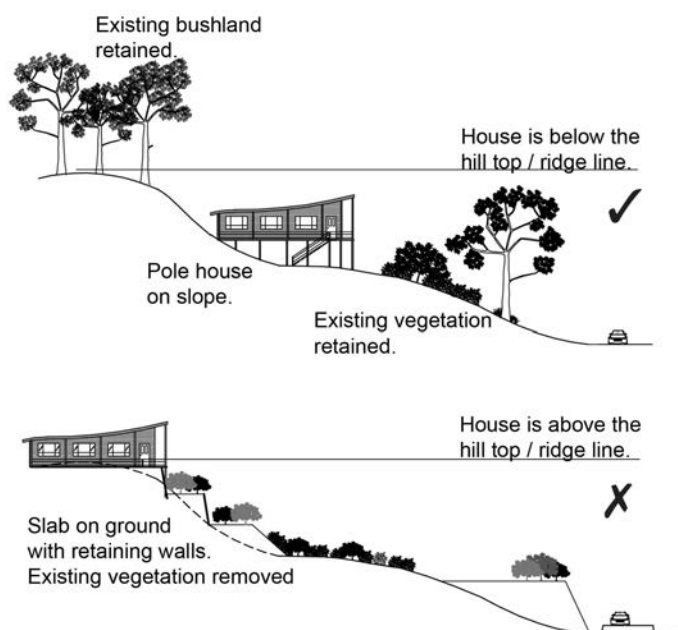 Existing bushland
retained.
House is below the
hill top / ridge line.
Pole house
on slope.
Existing vegetation
retained.
House is above the
hill top / ridge line.
Slab on ground
with retaining walls.
Existing vegetation removed